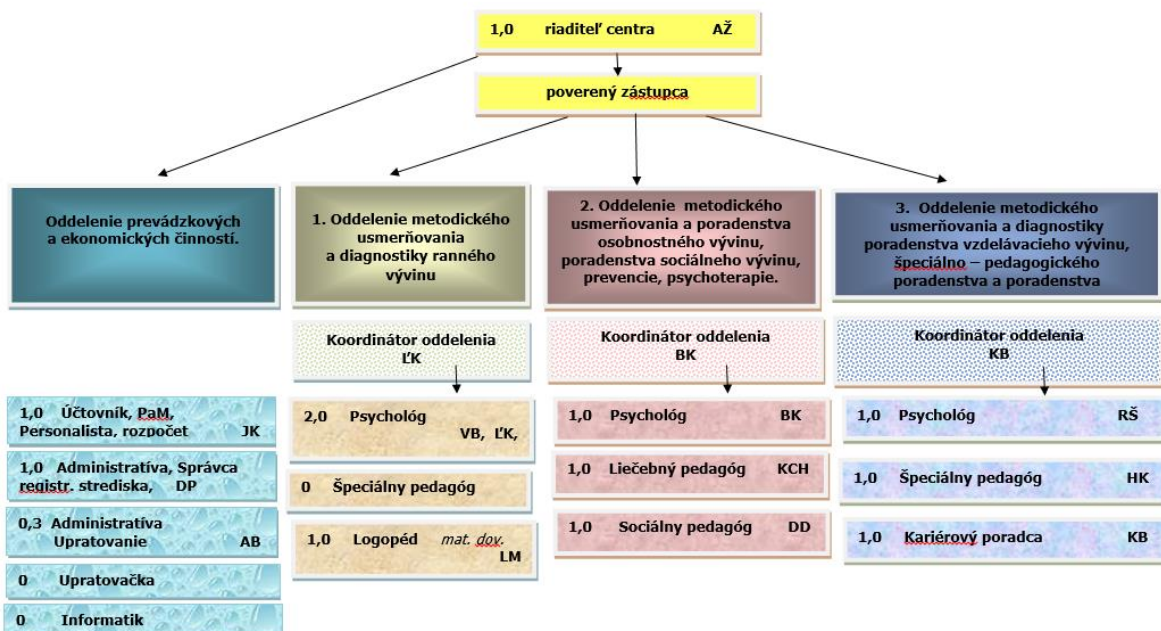 1,0 riaditeľ centra AŽ
poverený zástupca
Oddelenie prevádzkových
a ekonomických činností.
1. Oddelenie metodického
usmerňovania
a diagnostiky ranného
vývinu
2. Oddelenie metodického
usmerňovania a poradenstva
osobnostného vývinu,
poradenstva sociálneho vývinu,
prevencie, psychoterapie.
3. Oddelenie metodického
usmerňovania a diagnostiky
poradenstva vzdelávacieho vývinu,
špeciálno – pedagogického
poradenstva a poradenstva
Koordinátor oddelenia
ĽK
Koordinátor oddelenia
BK
Koordinátor oddelenia
KB
1,0 Účtovník, PaM,
Personalista, rozpočet JK
1,0 Administratíva, Správca
registr. strediska, DP
0,3 Administratíva
Upratovanie AB
0 Upratovačka
0 Informatik
2,0 Psychológ
VB, ĽK,
0 Špeciálny pedagóg
1,0 Logopéd mat. dov.
LM
1,0 Psychológ BK
1,0 Liečebný pedagóg KCH
1,0 Sociálny pedagóg DD
1,0 Psychológ RŠ
1,0 Špeciálny pedagóg HK
1,0 Kariérový poradca KB